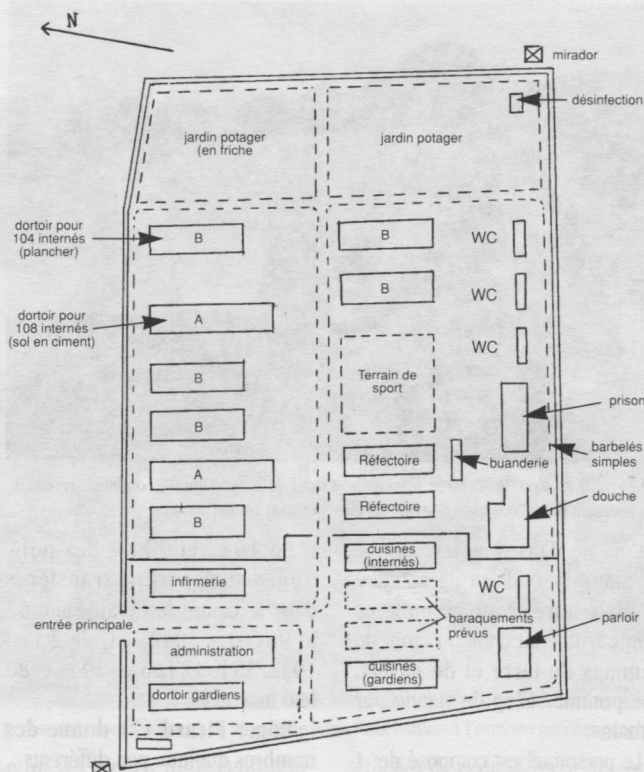 N
mirador
désinfection
jardin potager
(en friche
jardin potager
dortoir pour
104 internés
(plancher)
B
B
WC
B
WC
dortoir pour
108 internés
(sol en ciment)
A
WC
Terrain de
sport
B
prison
B
barbelés
simples
Réfectoire
buanderie
A
douche
Réfectoire
B
cuisines
(internés)
infirmerie
WC
entrée principale
baraquements
prévus
parloir
administration
cuisines
(gardiens)
dortoir gardiens